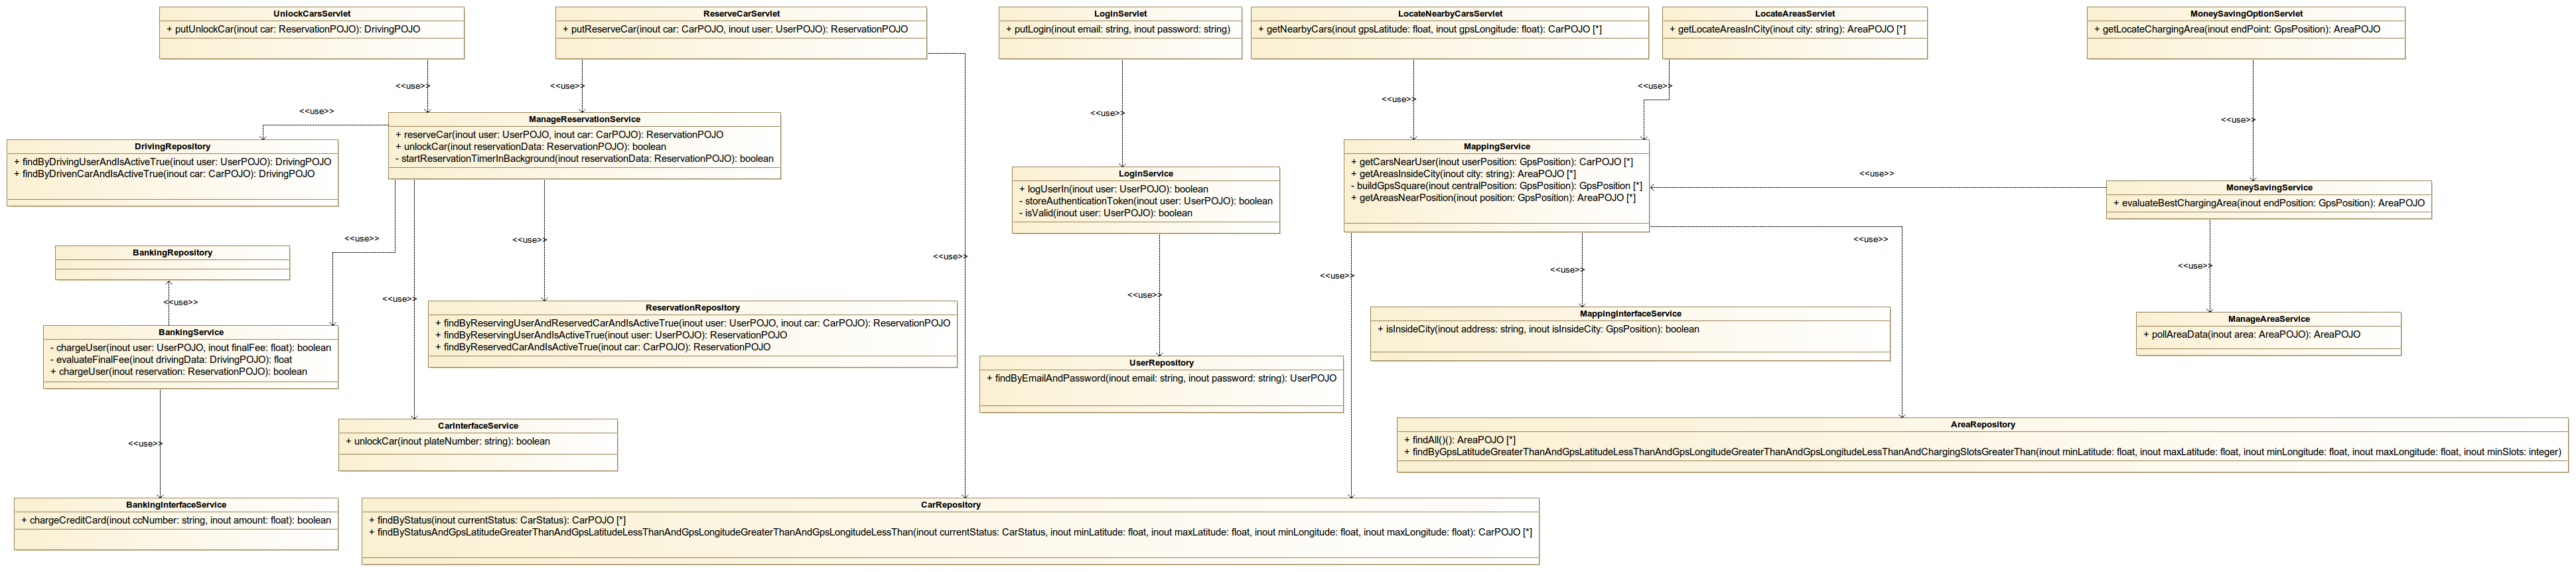 UnlockCarsServlet
+ putUnlockCar(inout car: ReservationPOJO): DrivingPOJO
ReserveCarServlet
+ putReserveCar(inout car: CarPOJO, inout user: UserPOJO): ReservationPOJO
LoginServlet
+ putLogin(inout email: string, inout password: string)
LocateNearbyCarsServlet
+ getNearbyCars(inout gpsLatitude: float, inout gpsLongitude: float): CarPOJO [*]
LocateAreasServlet
+ getLocateAreasInCity(inout city: string): AreaPOJO [*]
MoneySavingOptionServlet
+ getLocateChargingArea(inout endPoint: GpsPosition): AreaPOJO
<<use>>
<<use>>
<<use>>
<<use>>
<<use>>
<<use>>
<<use>>
ManageReservationService
+ reserveCar(inout user: UserPOJO, inout car: CarPOJO): ReservationPOJO
+ unlockCar(inout reservationData: ReservationPOJO): boolean
- startReservationTimerInBackground(inout reservationData: ReservationPOJO): boolean
DrivingRepository
+ findByDrivingUserAndIsActiveTrue(inout user: UserPOJO): DrivingPOJO
+ findByDrivenCarAndIsActiveTrue(inout car: CarPOJO): DrivingPOJO
LoginService
+ logUserIn(inout user: UserPOJO): boolean
- storeAuthenticationToken(inout user: UserPOJO): boolean
- isValid(inout user: UserPOJO): boolean
MappingService
+ getCarsNearUser(inout userPosition: GpsPosition): CarPOJO [*]
+ getAreasInsideCity(inout city: string): AreaPOJO [*]
- buildGpsSquare(inout centralPosition: GpsPosition): GpsPosition [*]
+ getAreasNearPosition(inout position: GpsPosition): AreaPOJO [*]
<<use>>
MoneySavingService
+ evaluateBestChargingArea(inout endPosition: GpsPosition): AreaPOJO
<<use>>
<<use>>
<<use>>
<<use>>
<<use>>
<<use>>
<<use>>
<<use>>
<<use>>
<<use>>
BankingRepository
<<use>>
BankingService
- chargeUser(inout user: UserPOJO, inout finalFee: float): boolean
- evaluateFinalFee(inout drivingData: DrivingPOJO): float
+ chargeUser(inout reservation: ReservationPOJO): boolean
ReservationRepository
+ findByReservingUserAndReservedCarAndIsActiveTrue(inout user: UserPOJO, inout car: CarPOJO): ReservationPOJO
+ findByReservingUserAndIsActiveTrue(inout user: UserPOJO): ReservationPOJO
+ findByReservedCarAndIsActiveTrue(inout car: CarPOJO): ReservationPOJO
MappingInterfaceService
+ isInsideCity(inout address: string, inout isInsideCity: GpsPosition): boolean
ManageAreaService
+ pollAreaData(inout area: AreaPOJO): AreaPOJO
UserRepository
+ findByEmailAndPassword(inout email: string, inout password: string): UserPOJO
<<use>>
CarInterfaceService
+ unlockCar(inout plateNumber: string): boolean
AreaRepository
+ findAll()(): AreaPOJO [*]
+ findByGpsLatitudeGreaterThanAndGpsLatitudeLessThanAndGpsLongitudeGreaterThanAndGpsLongitudeLessThanAndChargingSlotsGreaterThan(inout minLatitude: float, inout maxLatitude: float, inout minLongitude: float, inout maxLongitude: float, inout minSlots: integer)
BankingInterfaceService
+ chargeCreditCard(inout ccNumber: string, inout amount: float): boolean
CarRepository
+ findByStatus(inout currentStatus: CarStatus): CarPOJO [*]
+ findByStatusAndGpsLatitudeGreaterThanAndGpsLatitudeLessThanAndGpsLongitudeGreaterThanAndGpsLongitudeLessThan(inout currentStatus: CarStatus, inout minLatitude: float, inout maxLatitude: float, inout minLongitude: float, inout maxLongitude: float): CarPOJO [*]